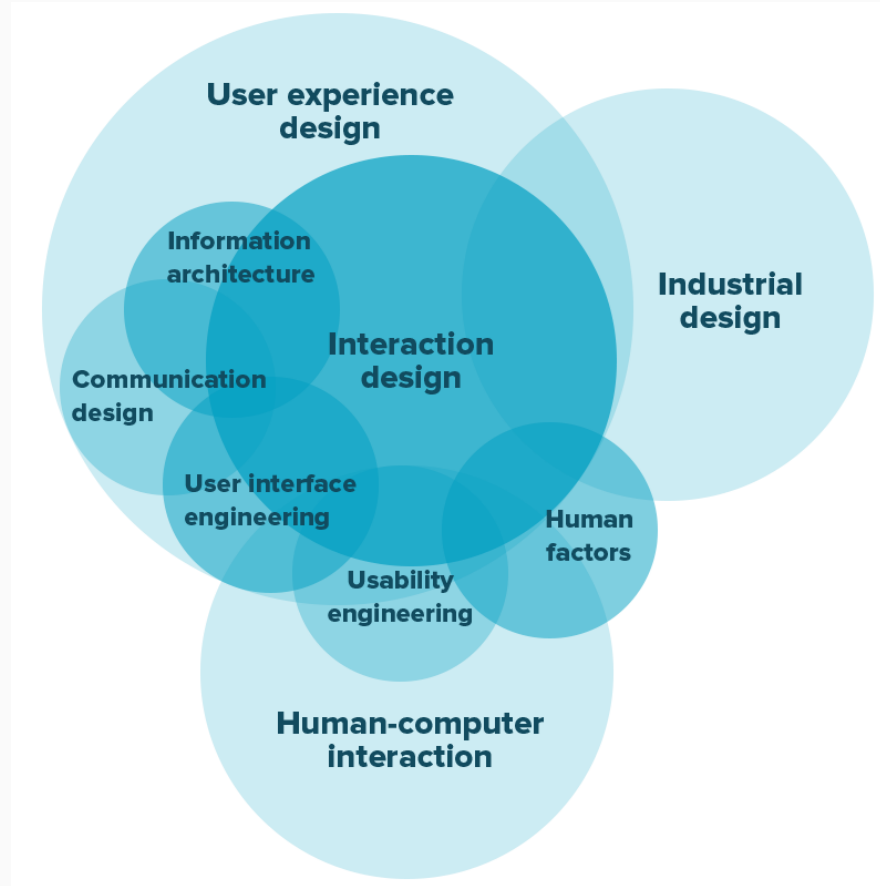 User experience
design
Information
architecture
Industrial
design
Interaction
design
Communication
design
User interface
engineering
Human
factors
Usability
engineering
Human-computer
interaction